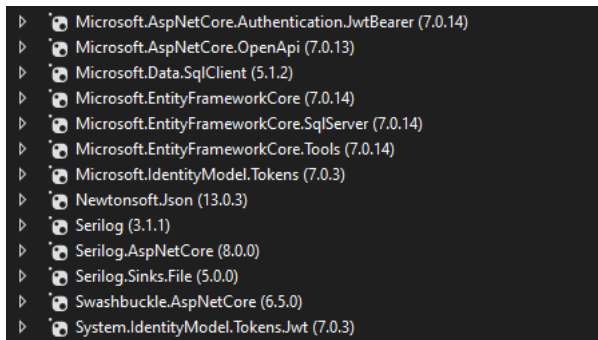 Microsoft.AspNetCore.Authentication.JwtBearer (7.0.14)
Microsoft.AspNetCore.OpenApi (7.0.13)
Microsoft.Data.SqlClient (5.1.2)
Microsoft.EntityFrameworkCore (7.0.14)
Microsoft.EntityFrameworkCore.SqlServer (7.0.14)
Microsoft.EntityFrameworkCore.Tools (7.0.14)
Microsoft.IdentityModel.Tokens (7.0.3)
Newtonsoft.Json (13.0.3)
Serilog (3.1.1)
Serilog.AspNetCore (8.0.0)
Serilog.Sinks.File (5.0.0)
Swashbuckle.AspNetCore (6.5.0)
System.IdentityModel.Tokens.Jwt (7.0.3)